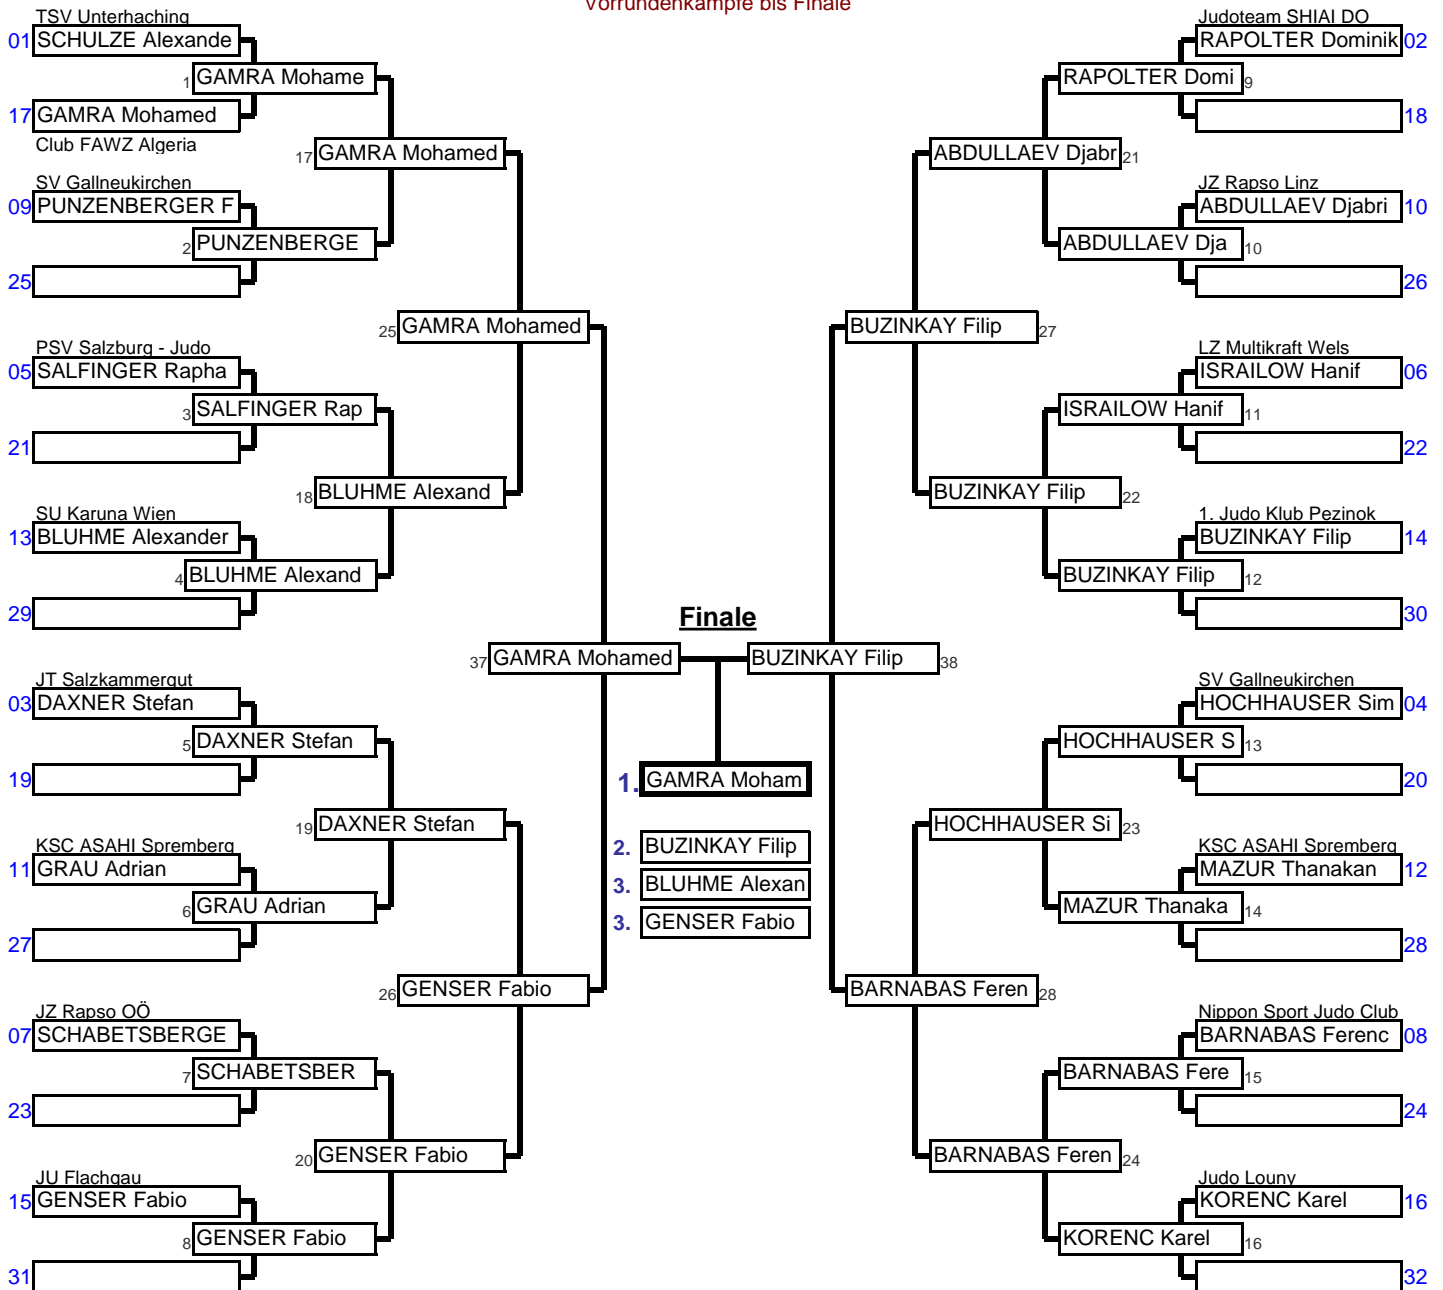 Vorrundenkämpfe bis Finale
TSV Unterhaching
01 SCHULZE Alexande
1 GAMRA Mohame
17 GAMRA Mohamed
Club FAWZ Algeria
17 GAMRA Mohamed
SV Gallneukirchen
09 PUNZENBERGER F
2 PUNZENBERGE
25
25 GAMRA Mohamed
PSV Salzburg - Judo
05 SALFINGER Rapha
3 SALFINGER Rap
21
18 BLUHME Alexand
SU Karuna Wien
13 BLUHME Alexander
4 BLUHME Alexand
29
37 GAMRA Mohamed
JT Salzkammergut
03 DAXNER Stefan
5 DAXNER Stefan
19
19 DAXNER Stefan
KSC ASAHI Spremberg
11 GRAU Adrian
6 GRAU Adrian
27
26 GENSER Fabio
JZ Rapso OÖ
07 SCHABETSBERGE
7 SCHABETSBER
23
20 GENSER Fabio
JU Flachgau
15 GENSER Fabio
8 GENSER Fabio
31
Finale
1. GAMRA Moham
2. BUZINKAY Filip
3. BLUHME Alexan
3. GENSER Fabio
Judoteam SHIAI DO
RAPOLTER Dominik 02
RAPOLTER Domi 9
18
ABDULLAEV Djabr 21
JZ Rapso Linz
ABDULLAEV Djabri 10
ABDULLAEV Dja 10
26
BUZINKAY Filip 27
LZ Multikraft Wels
ISRAILOW Hanif 06
ISRAILOW Hanif 11
22
BUZINKAY Filip 22
1. Judo Klub Pezinok
BUZINKAY Filip 14
BUZINKAY Filip 12
30
BUZINKAY Filip 38
SV Gallneukirchen
HOCHHAUSER Sim 04
HOCHHAUSER S 13
20
HOCHHAUSER Si 23
KSC ASAHI Spremberg
MAZUR Thanakan 12
MAZUR Thanaka 14
28
BARNABAS Feren 28
Nippon Sport Judo Club
BARNABAS Ferenc 08
BARNABAS Fere 15
24
BARNABAS Feren 24
Judo Louny
KORENC Karel 16
KORENC Karel 16
32